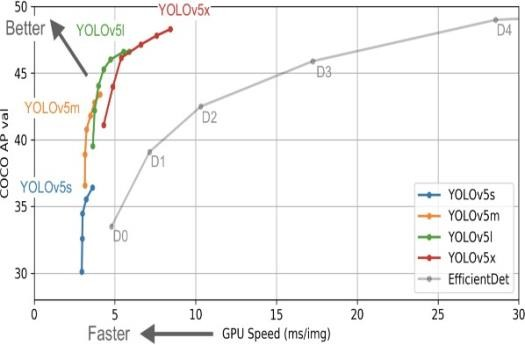 YOLOv5x
50
Better
YOLOv5l
D4
45
D3
YOLOv5m
D2
40
D1
YOLOv5s
35
D0
30
COCO AP val
YOLOv5s
YOLOv5m
YOLOv5l
YOLOv5x
EfficientDet
0 5 10 15 20 25 30
Faster
GPU Speed (ms/img)